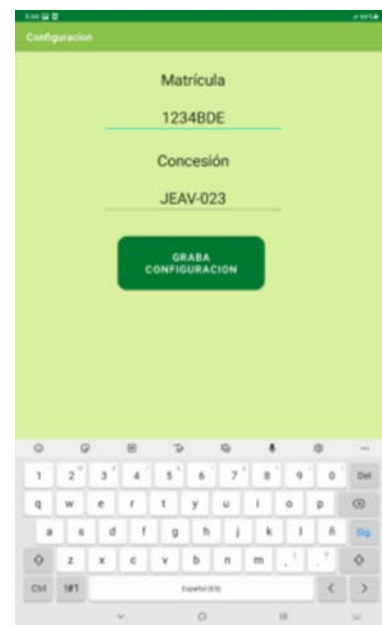 Configuracion
Matrícula
1234BDE
Concesión
JEAV-023
GRABA
CONFIGURACION
1 2 3 4 5 6 7 8 9 0 Del
q w e r t y u i o p
a s d f g h j k l ñ Sig
z x c v b n m , ! . ?
Ctrl !#1 Español (ES) < >